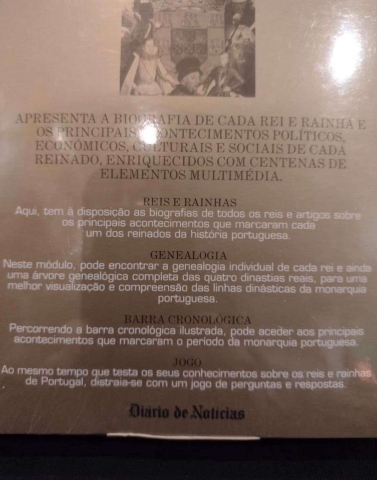 APRESENTA A BIOGRAFIA DE CADA REI E RAINHA E
OS PRINCIPAIS ACONTECIMENTOS POLÍTICOS,
ECONÓMICOS, CULTURAIS E SOCIAIS DE CADA
REINADO, ENRIQUECIDOS COM CENTENAS DE
ELEMENTOS MULTIMÉDIA.
REIS E RAINHAS
Aqui, tem à disposição as biografias de todos os reis e artigos sobre
os principais acontecimentos que marcaram cada
um dos reinados da história portuguesa.
GENEALOGIA
Neste módulo, pode encontrar a genealogia individual de cada rei e ainda
uma árvore genealógica completa das quatro dinastias reais, para uma
melhor visualização e compreensão das linhas dinásticas da monarquia
portuguesa.
BARRA CRONOLÓGICA
Percorrendo a barra cronológica ilustrada, pode aceder aos principais
acontecimentos que marcaram o período da monarquia portuguesa.
JOGO
Ao mesmo tempo que testa os seus conhecimentos sobre os reis e rainhas
de Portugal, distraia-se com um jogo de perguntas e respostas.
Diário de Notícias